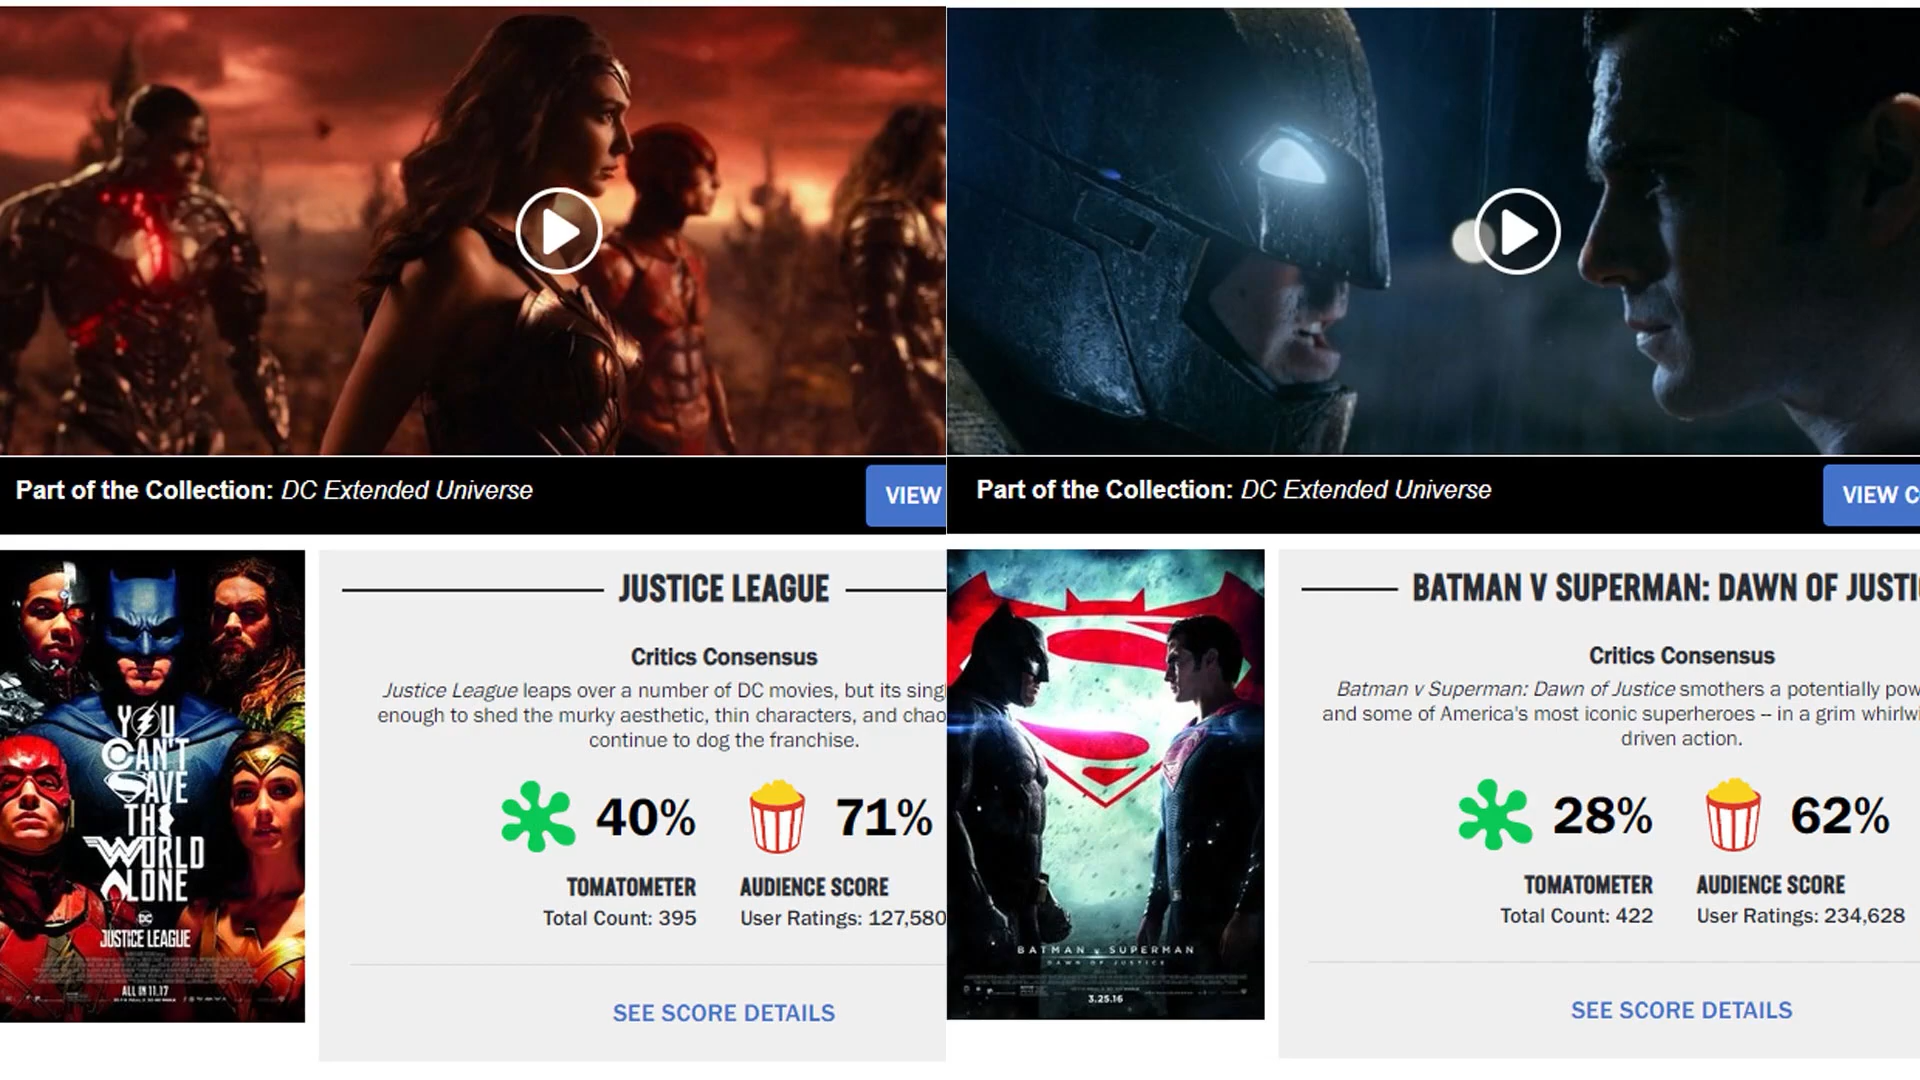 Part of the Collection: DC Extended Universe
VIEW
YOU
CAN'T
SAVE
THE
WORLD
ALONE
DC
JUSTICE LEAGUE
ALL IN 11.17
JUSTICE LEAGUE
Critics Consensus
Justice League leaps over a number of DC movies, but its sing
enough to shed the murky aesthetic, thin characters, and chao
continue to dog the franchise.
40%
71%
TOMATOMETER
AUDIENCE SCORE
Total Count: 395
User Ratings: 127,580
SEE SCORE DETAILS
Part of the Collection: DC Extended Universe
VIEW C
BATMAN v SUPERMAN
DAWN OF JUSTICE
3.25.16
BATMAN V SUPERMAN: DAWN OF JUSTIC
Critics Consensus
Batman v Superman: Dawn of Justice smothers a potentially pow
and some of America's most iconic superheroes -- in a grim whirlwi
driven action.
28%
62%
TOMATOMETER
AUDIENCE SCORE
Total Count: 422
User Ratings: 234,628
SEE SCORE DETAILS